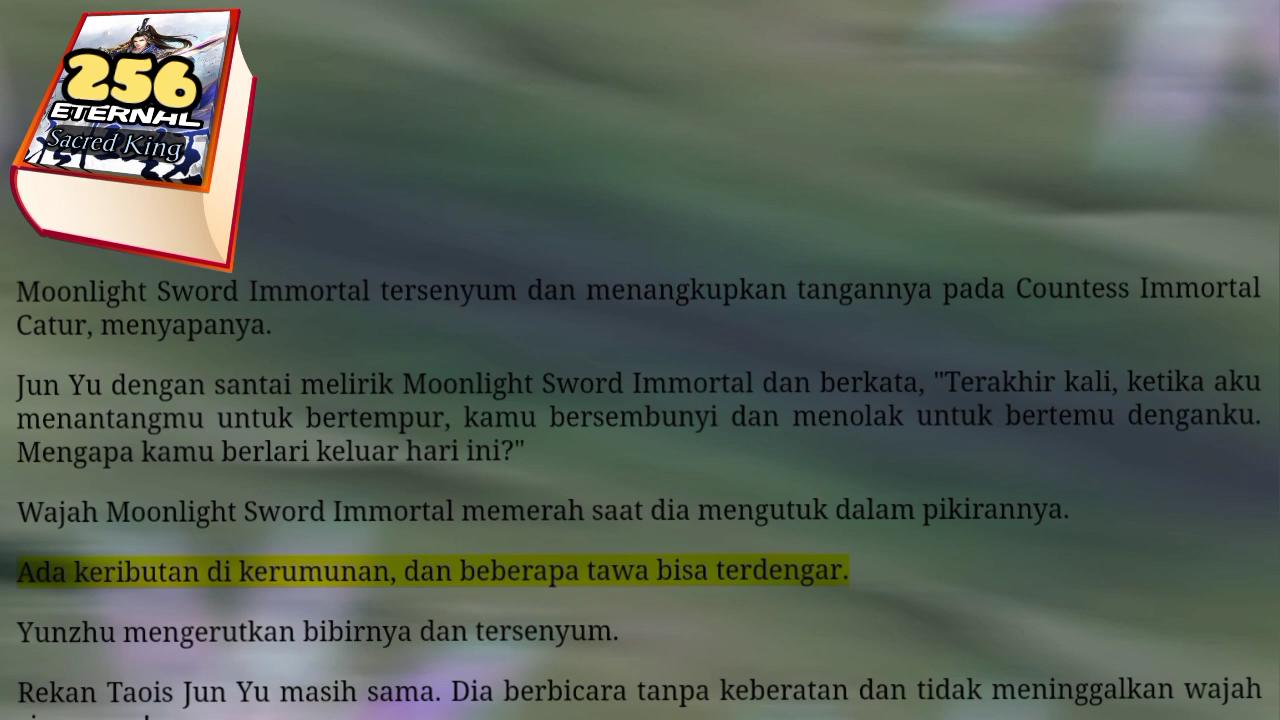 256
ETERNAL
Sacred King
Moonlight Sword Immortal tersenyum dan menangkupkan tangannya pada Countess Immortal
Catur, menyapanya.
Jun Yu dengan santai melirik Moonlight Sword Immortal dan berkata, "Terakhir kali, ketika aku
menantangmu untuk bertempur, kamu bersembunyi dan menolak untuk bertemu denganku.
Mengapa kamu berlari keluar hari ini?"
Wajah Moonlight Sword Immortal memerah saat dia mengutuk dalam pikirannya.
Ada keributan di kerumunan, dan beberapa tawa bisa terdengar.
Yunzhu mengerutkan bibirnya dan tersenyum.
Rekan Taois Jun Yu masih sama. Dia berbicara tanpa keberatan dan tidak meninggalkan wajah